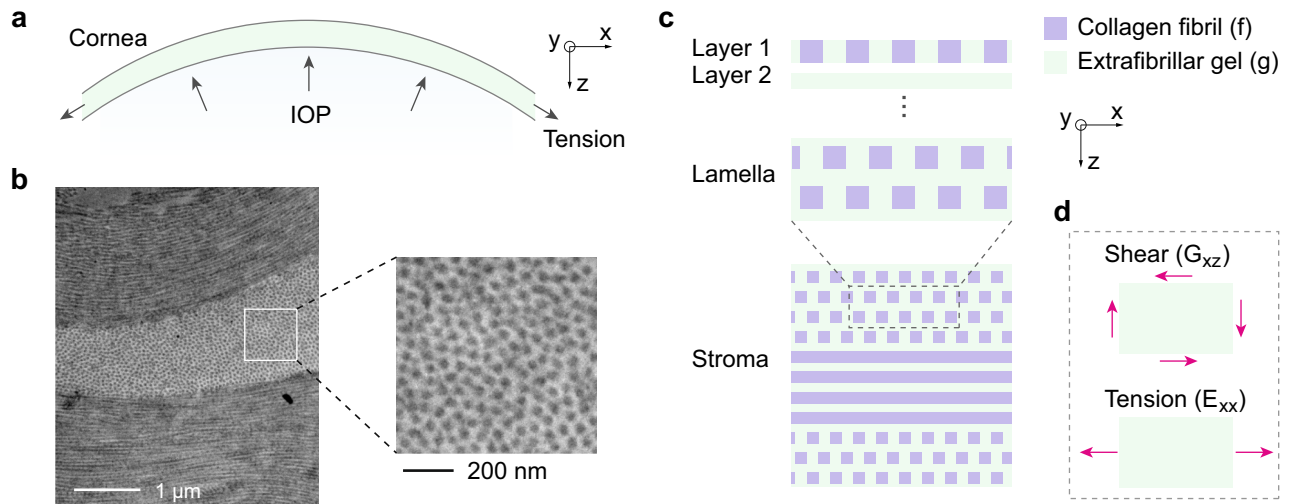 a
Cornea
IOP
Tension
y x
z
b
1 µm
200 nm
c
Layer 1
Layer 2
Lamella
Stroma
Collagen fibril (f)
Extrafibrillar gel (g)
y x
z
d
Shear (Gxz)
Tension (Exx)